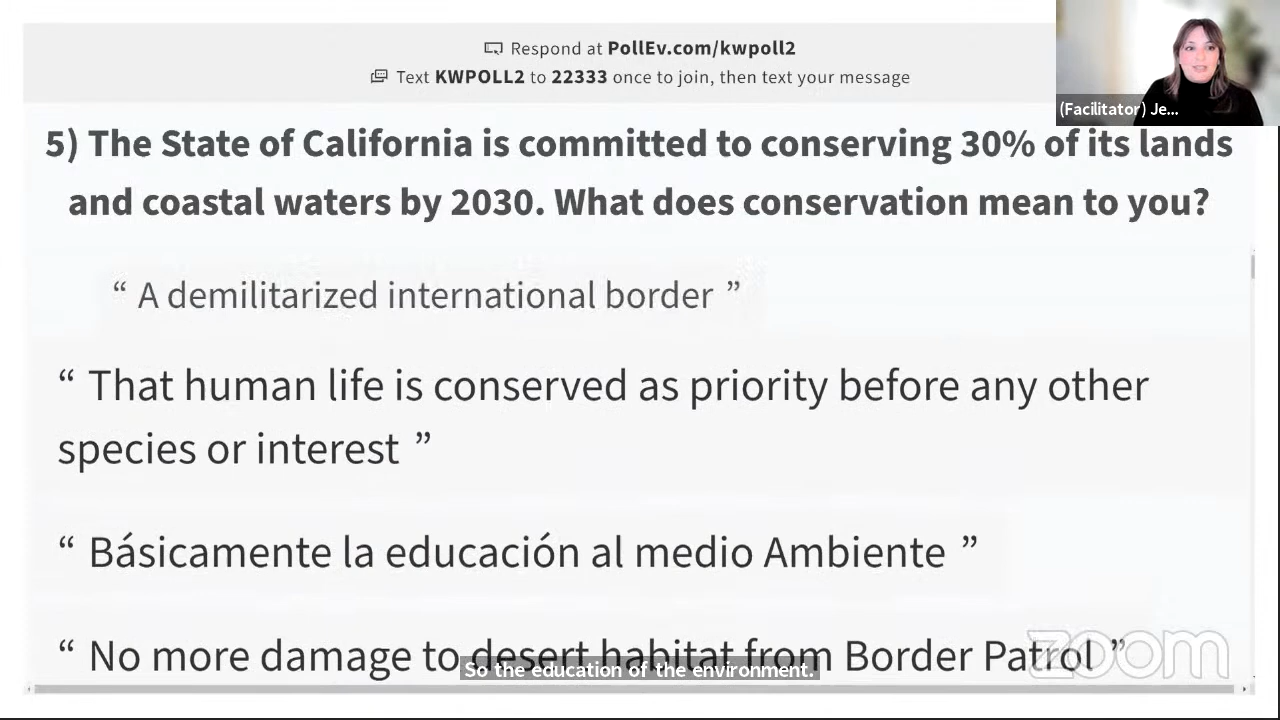 Respond at PollEv.com/kwpoll2
Text KWPOLL2 to 22333 once to join, then text your message
(Facilitator) Je...
5) The State of California is committed to conserving 30% of its lands
and coastal waters by 2030. What does conservation mean to you?
“ A demilitarized international border ”
“ That human life is conserved as priority before any other
species or interest ”
“ Básicamente la educación al medio Ambiente ”
“ No more damage to desert habitat from Border Patrol ”
So the education of the environment.
zoom